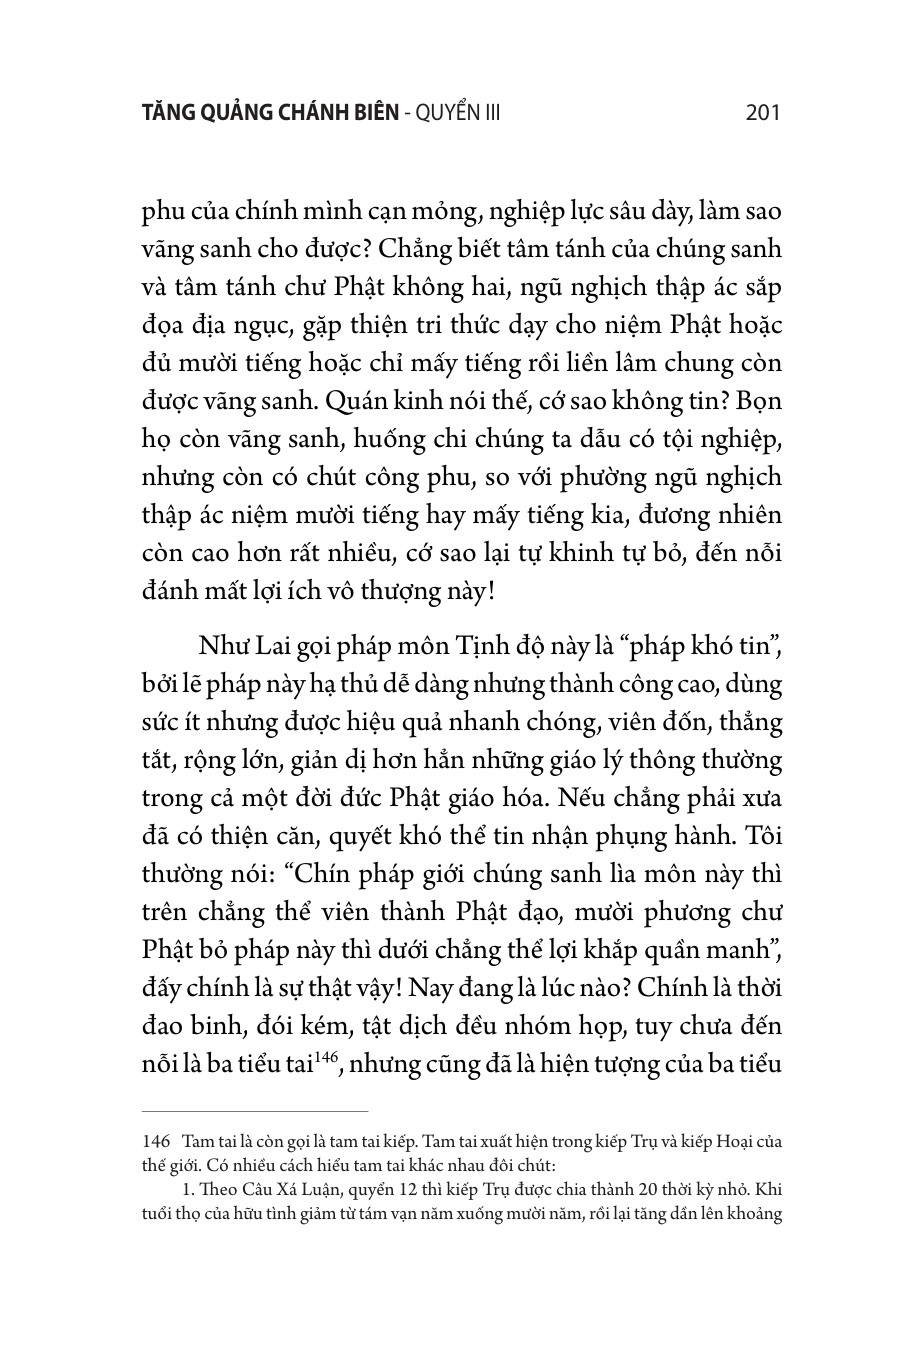 TĂNG QUẢNG CHÁNH BIÊN - QUYỂN III 201
phu của chính mình cạn mỏng, nghiệp lực sâu dày, làm sao
vãng sanh cho được? Chẳng biết tâm tánh của chúng sanh
và tâm tánh chư Phật không hai, ngũ nghịch thập ác sắp
đọa địa ngục, gặp thiện tri thức dạy cho niệm Phật hoặc
đủ mười tiếng hoặc chỉ mấy tiếng rồi liền lâm chung còn
được vãng sanh. Quán kinh nói thế, cớ sao không tin? Bọn
họ còn vãng sanh, huống chi chúng ta dẫu có tội nghiệp,
nhưng còn có chút công phu, so với phường ngũ nghịch
thập ác niệm mười tiếng hay mấy tiếng kia, đương nhiên
còn cao hơn rất nhiều, cớ sao lại tự khinh tự bỏ, đến nỗi
đánh mất lợi ích vô thượng này!
Như Lai gọi pháp môn Tịnh độ này là “pháp khó tin”,
bởi lẽ pháp này hạ thủ dễ dàng nhưng thành công cao, dùng
sức ít nhưng được hiệu quả nhanh chóng, viên đốn, thẳng
tắt, rộng lớn, giản dị hơn hẳn những giáo lý thông thường
trong cả một đời đức Phật giáo hóa. Nếu chẳng phải xưa
đã có thiện căn, quyết khó thể tin nhận phụng hành. Tôi
thường nói: “Chín pháp giới chúng sanh lìa môn này thì
trên chẳng thể viên thành Phật đạo, mười phương chư
Phật bỏ pháp này thì dưới chẳng thể lợi khắp quần manh”,
đấy chính là sự thật vậy! Nay đang là lúc nào? Chính là thời
đao binh, đói kém, tật dịch đều nhóm họp, tuy chưa đến
nỗi là ba tiểu tai146, nhưng cũng đã là hiện tượng của ba tiểu
146 Tam tai là còn gọi là tam tai kiếp. Tam tai xuất hiện trong kiếp Trụ và kiếp Hoại của
thế giới. Có nhiều cách hiểu tam tai khác nhau đôi chút:
1. Theo Câu Xá Luận, quyển 12 thì kiếp Trụ được chia thành 20 thời kỳ nhỏ. Khi
tuổi thọ của hữu tình giảm từ tám vạn năm xuống mười năm, rồi lại tăng dần lên khoảng